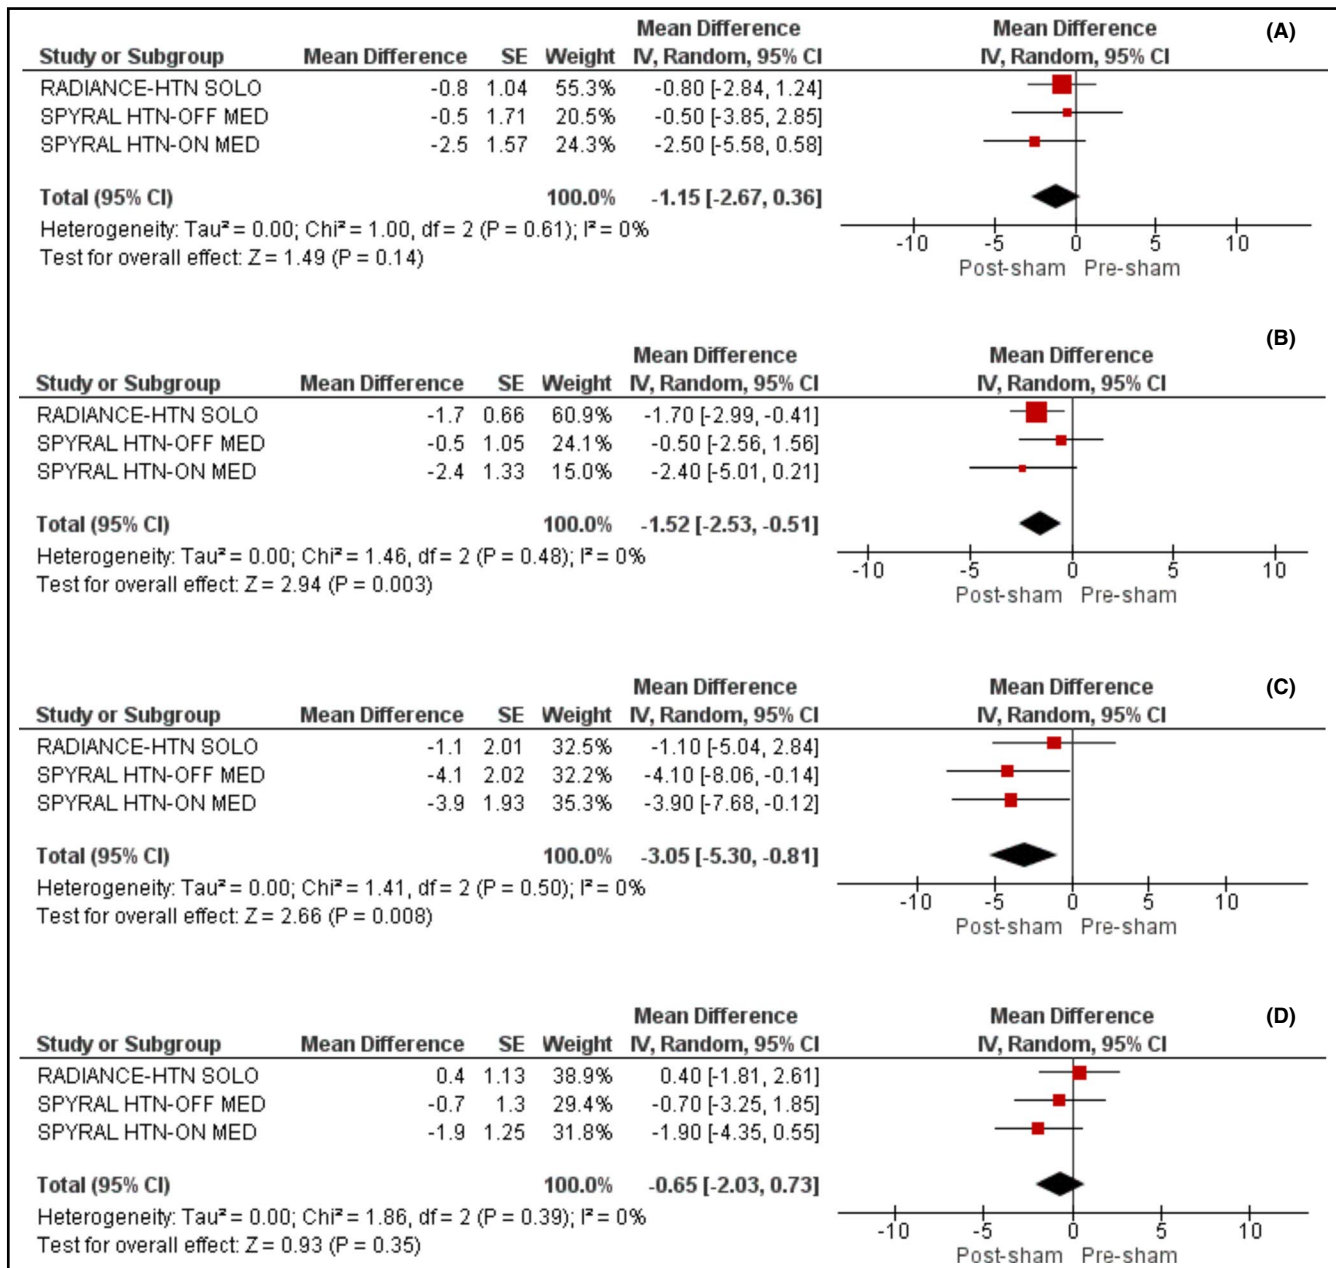 Mean Difference Mean Difference (A)
Study or Subgroup Mean Difference SE Weight IV, Random, 95% CI IV, Random, 95% CI
RADIANCE-HTN SOLO -0.8 1.04 55.3% -0.80 [-2.84, 1.24]
SPYRAL HTN-OFF MED -0.5 1.71 20.5% -0.50 [-3.85, 2.85]
SPYRAL HTN-ON MED -2.5 1.57 24.3% -2.50 [-5.58, 0.58]
Total (95% CI) 100.0% -1.15 [-2.67, 0.36]
Heterogeneity: Tau² = 0.00; Chi² = 1.00, df = 2 (P = 0.61); I² = 0%
Test for overall effect: Z = 1.49 (P = 0.14)
-10 -5 0 5 10
Post-sham Pre-sham
(B)
Mean Difference Mean Difference
Study or Subgroup Mean Difference SE Weight IV, Random, 95% CI IV, Random, 95% CI
RADIANCE-HTN SOLO -1.7 0.66 60.9% -1.70 [-2.99, -0.41]
SPYRAL HTN-OFF MED -0.5 1.05 24.1% -0.50 [-2.56, 1.56]
SPYRAL HTN-ON MED -2.4 1.33 15.0% -2.40 [-5.01, 0.21]
Total (95% CI) 100.0% -1.52 [-2.53, -0.51]
Heterogeneity: Tau² = 0.00; Chi² = 1.46, df = 2 (P = 0.48); I² = 0%
Test for overall effect: Z = 2.94 (P = 0.003)
-10 -5 0 5 10
Post-sham Pre-sham
Mean Difference Mean Difference (C)
Study or Subgroup Mean Difference SE Weight IV, Random, 95% CI IV, Random, 95% CI
RADIANCE-HTN SOLO -1.1 2.01 32.5% -1.10 [-5.04, 2.84]
SPYRAL HTN-OFF MED -4.1 2.02 32.2% -4.10 [-8.06, -0.14]
SPYRAL HTN-ON MED -3.9 1.93 35.3% -3.90 [-7.68, -0.12]
Total (95% CI) 100.0% -3.05 [-5.30, -0.81]
Heterogeneity: Tau² = 0.00; Chi² = 1.41, df = 2 (P = 0.50); I² = 0%
Test for overall effect: Z = 2.66 (P = 0.008)
-10 -5 0 5 10
Post-sham Pre-sham
Mean Difference Mean Difference (D)
Study or Subgroup Mean Difference SE Weight IV, Random, 95% CI IV, Random, 95% CI
RADIANCE-HTN SOLO 0.4 1.13 38.9% 0.40 [-1.81, 2.61]
SPYRAL HTN-OFF MED -0.7 1.3 29.4% -0.70 [-3.25, 1.85]
SPYRAL HTN-ON MED -1.9 1.25 31.8% -1.90 [-4.35, 0.55]
Total (95% CI) 100.0% -0.65 [-2.03, 0.73]
Heterogeneity: Tau² = 0.00; Chi² = 1.86, df = 2 (P = 0.39); I² = 0%
Test for overall effect: Z = 0.93 (P = 0.35)
-10 -5 0 5 10
Post-sham Pre-sham